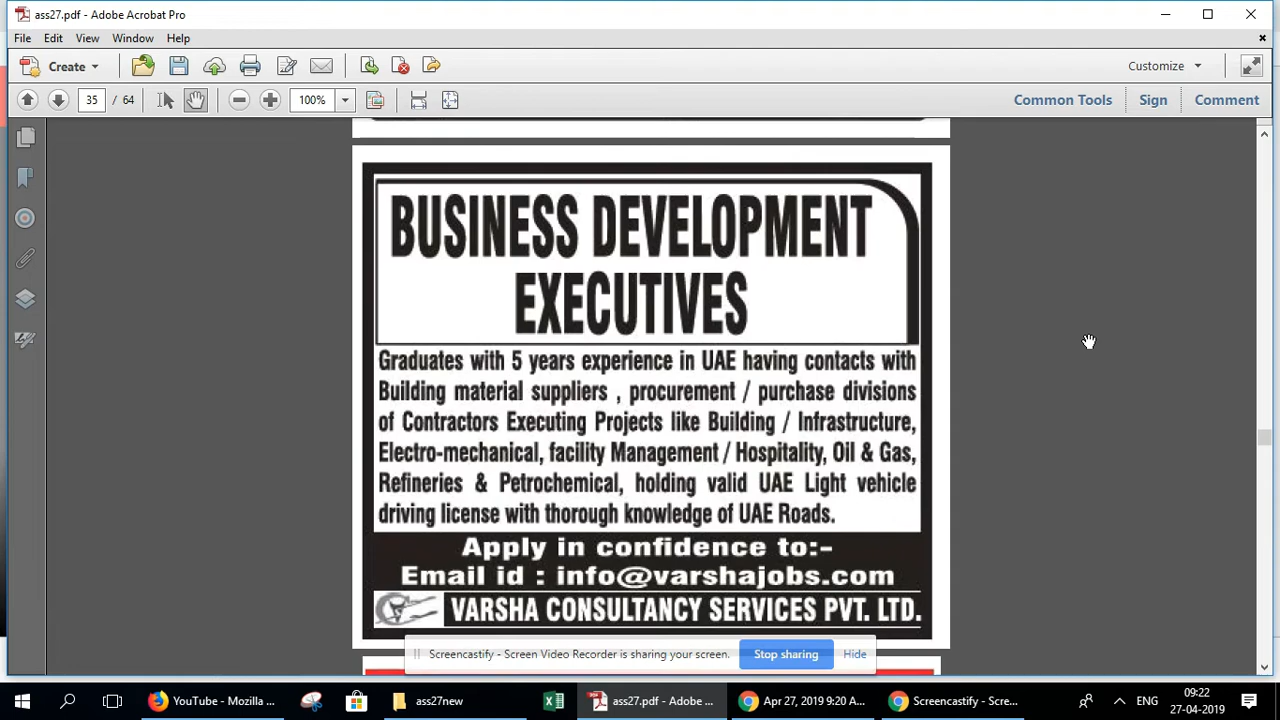 ass27.pdf - Adobe Acrobat Pro
File Edit View Window Help
Create Customize
35 / 64 100% Common Tools Sign Comment
BUSINESS DEVELOPMENT
EXECUTIVES
Graduates with 5 years experience in UAE having contacts with
Building material suppliers , procurement / purchase divisions
of Contractors Executing Projects like Building / Infrastructure,
Electro-mechanical, facility Management / Hospitality, Oil & Gas,
Refineries & Petrochemical, holding valid UAE Light vehicle
driving license with thorough knowledge of UAE Roads.
Apply in confidence to:-
Email id : info@varshajobs.com
VARSHA CONSULTANCY SERVICES PVT. LTD.
Screencastify - Screen Video Recorder is sharing your screen. Stop sharing Hide
YouTube - Mozilla ... ass27new ass27.pdf - Adobe ... Apr 27, 2019 9:20 A... Screencastify - Scre... ENG 09:22
27-04-2019